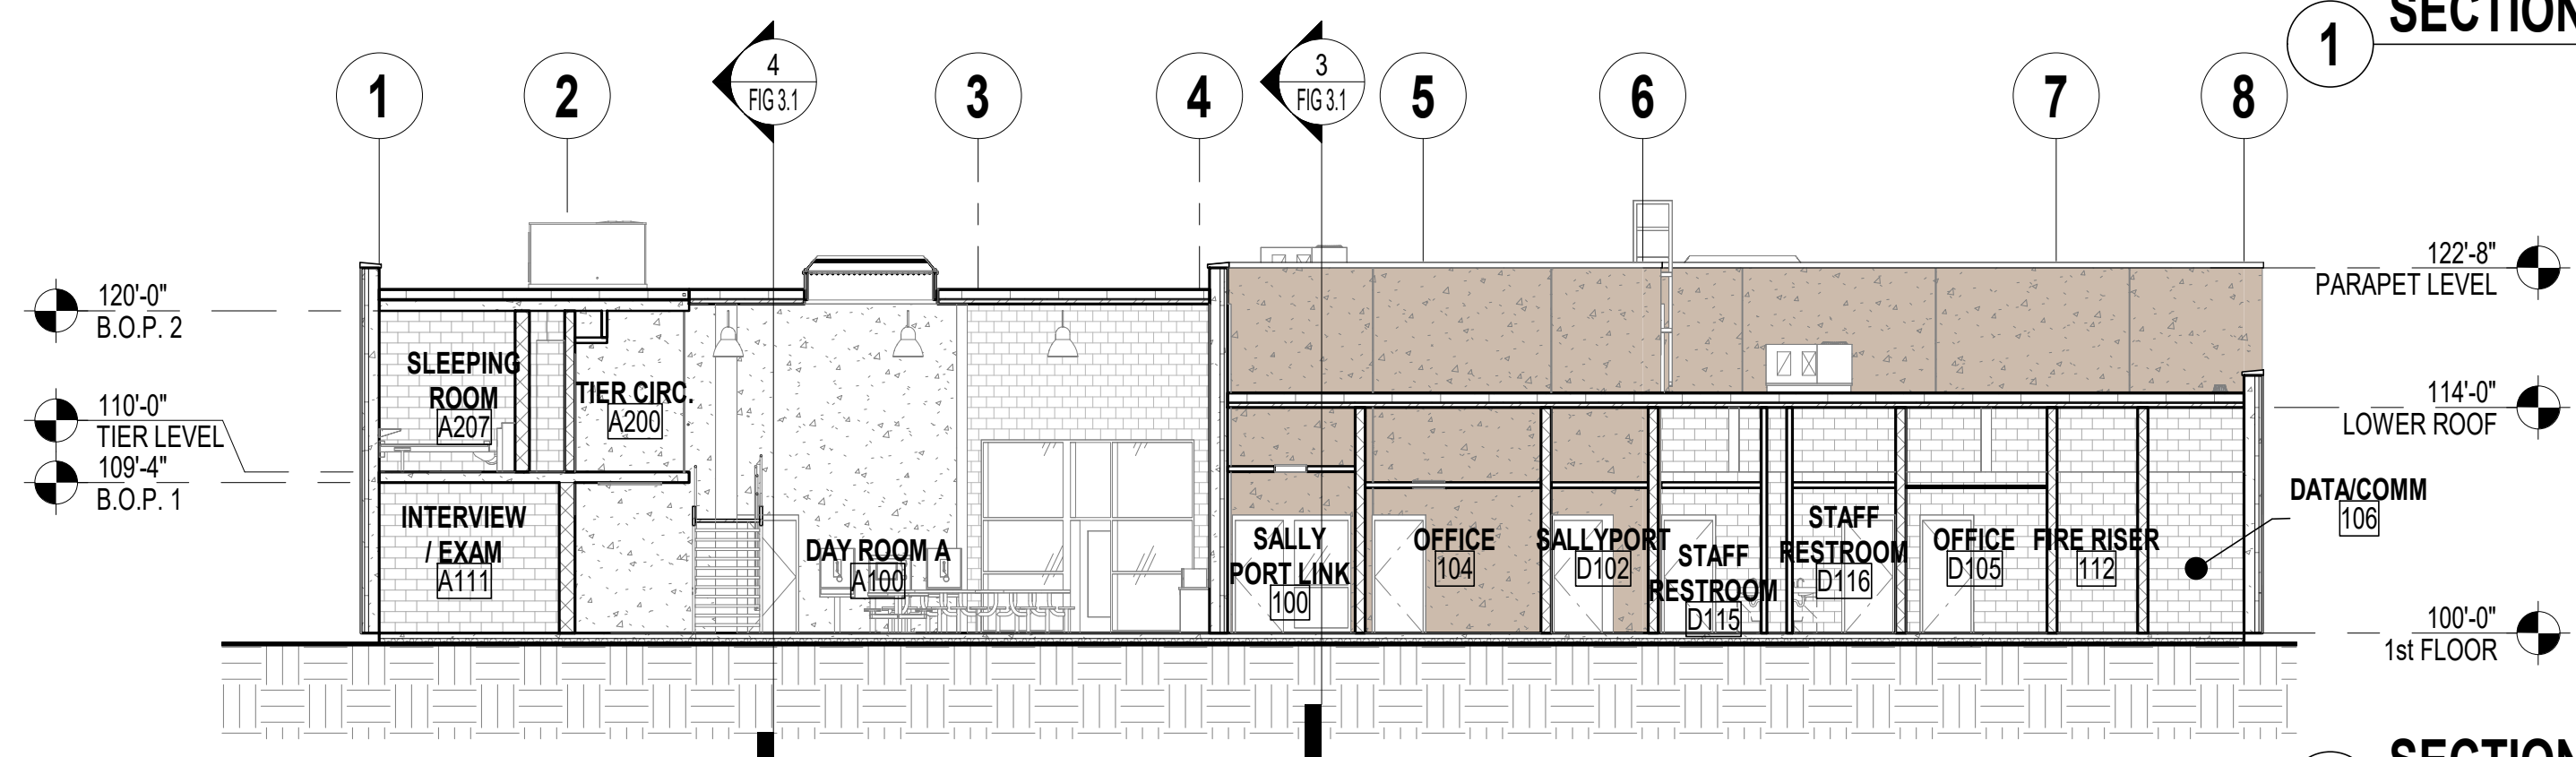 1 SECTION
1
2
4
FIG 3.1
3
4
3
FIG 3.1
5
6
7
8
120'-0"
B.O.P. 2
110'-0"
TIER LEVEL
109'-4"
B.O.P. 1
SLEEPING
ROOM
A207
TIER CIRC.
A200
INTERVIEW
/ EXAM
A111
DAY ROOM A
A100
SALLY
PORT LINK
100
OFFICE
104
SALLYPORT
D102
STAFF
RESTROOM
D115
STAFF
RESTROOM
D116
OFFICE
D105
FIRE RISER
112
DATA/COMM
106
122'-8"
PARAPET LEVEL
114'-0"
LOWER ROOF
100'-0"
1st FLOOR
SECTION